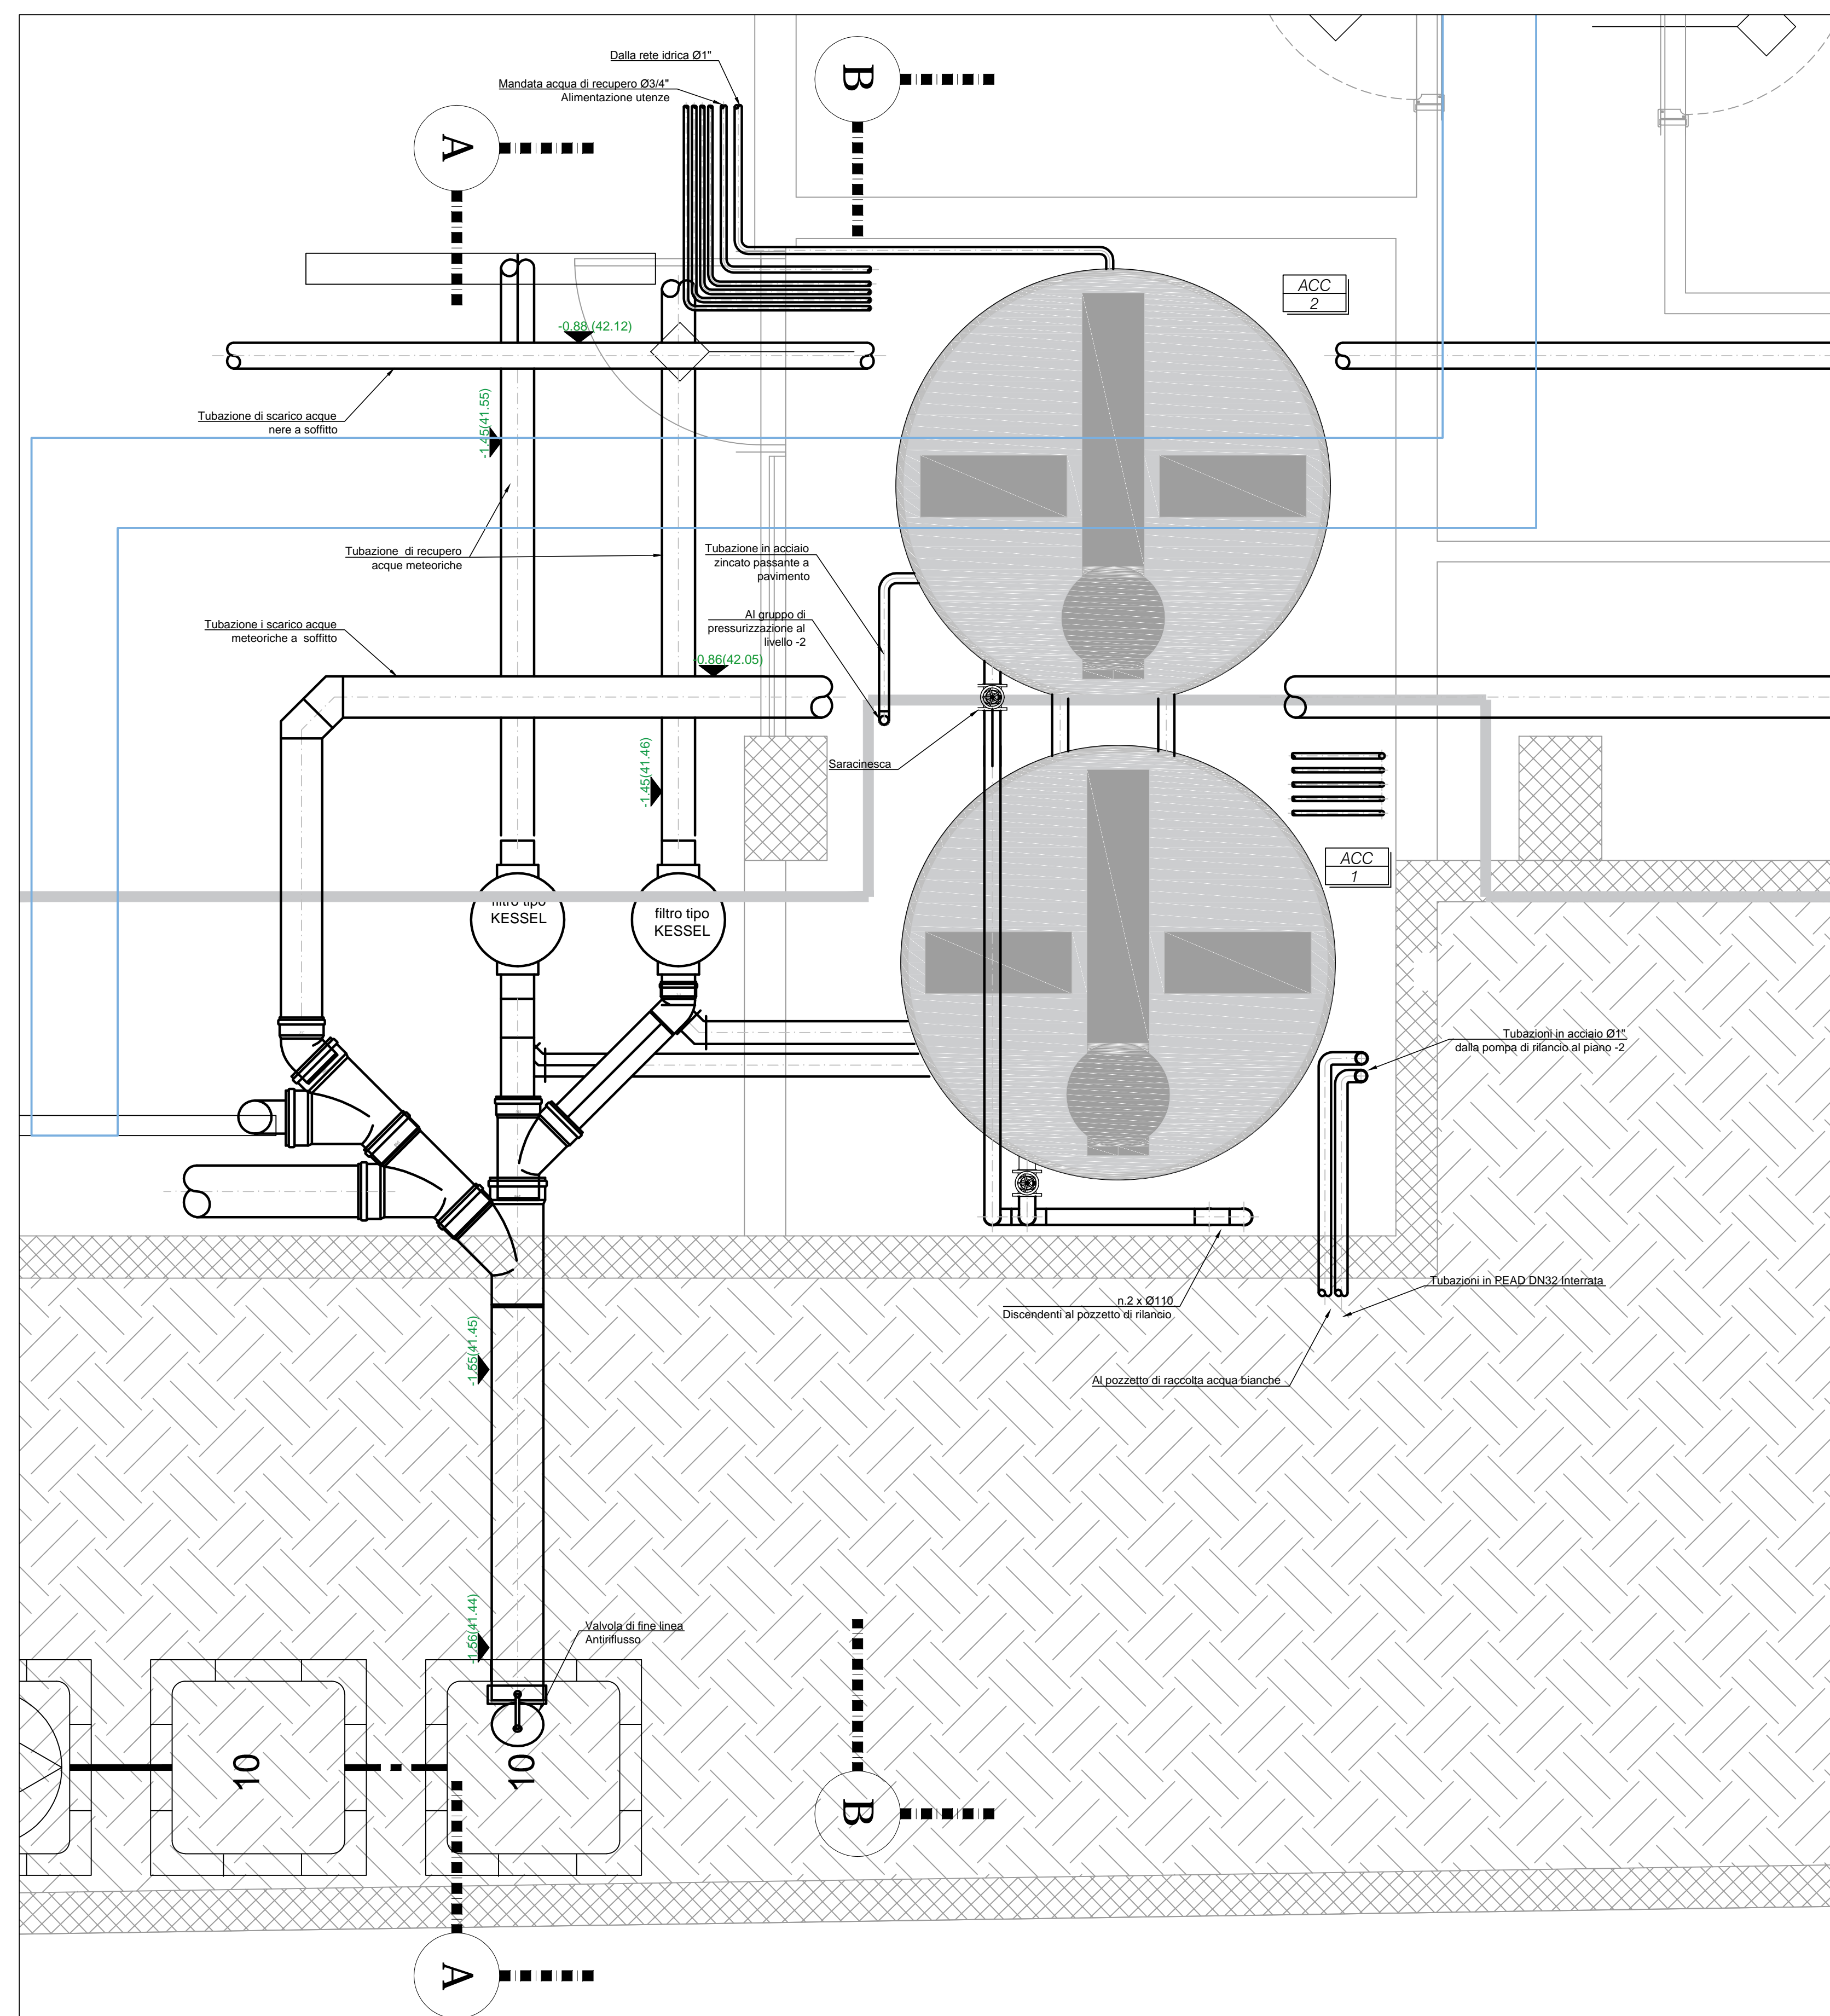 Dalla rete idrica Ø1"
Mandata acqua di recupero Ø3/4"
Alimentazione utenze
B
A
ACC
2
-0.88 (42.12)
Tubazione di scarico acque
nere a soffitto
-1.45(41.55)
Tubazione di recupero
acque meteoriche
Tubazione in acciaio
zincato passante a
pavimento
Al gruppo di
pressurizzazione al
livello -2
Tubazione i scarico acque
meteoriche a soffitto
-0.86(42.05)
-1.45(41.46)
Saracinesca
ACC
1
filtro tipo
KESSEL
filtro tipo
KESSEL
Tubazioni in acciaio Ø1"
dalla pompa di rilancio al piano -2
Tubazioni in PEAD DN32 Interrata
n.2 x Ø110
Discendenti al pozzetto di rilancio
-1.55(41.45)
Al pozzetto di raccolta acqua bianche
-1.56(41.44)
Valvola di fine linea
Antiriflusso
10
10
B
A